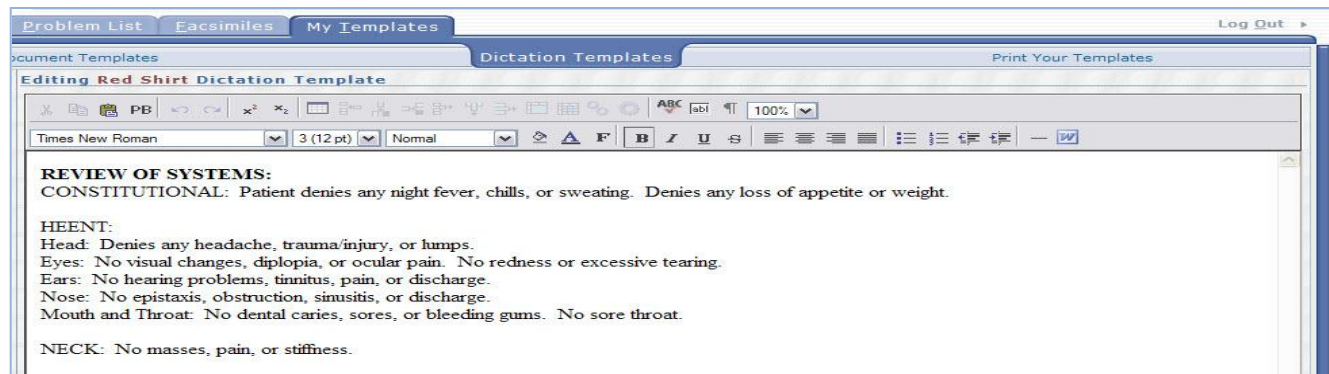 Problem List Facsimiles My Templates Log Out
ocument Templates Dictation Templates Print Your Templates
Editing Red Shirt Dictation Template
PB x² ×₂ ABC abl ¶ 100%
Times New Roman 3 (12 pt) Normal A F B I U S W
REVIEW OF SYSTEMS:
CONSTITUTIONAL: Patient denies any night fever, chills, or sweating. Denies any loss of appetite or weight.
HEENT:
Head: Denies any headache, trauma/injury, or lumps.
Eyes: No visual changes, diplopia, or ocular pain. No redness or excessive tearing.
Ears: No hearing problems, tinnitus, pain, or discharge.
Nose: No epistaxis, obstruction, sinusitis, or discharge.
Mouth and Throat: No dental caries, sores, or bleeding gums. No sore throat.
NECK: No masses, pain, or stiffness.